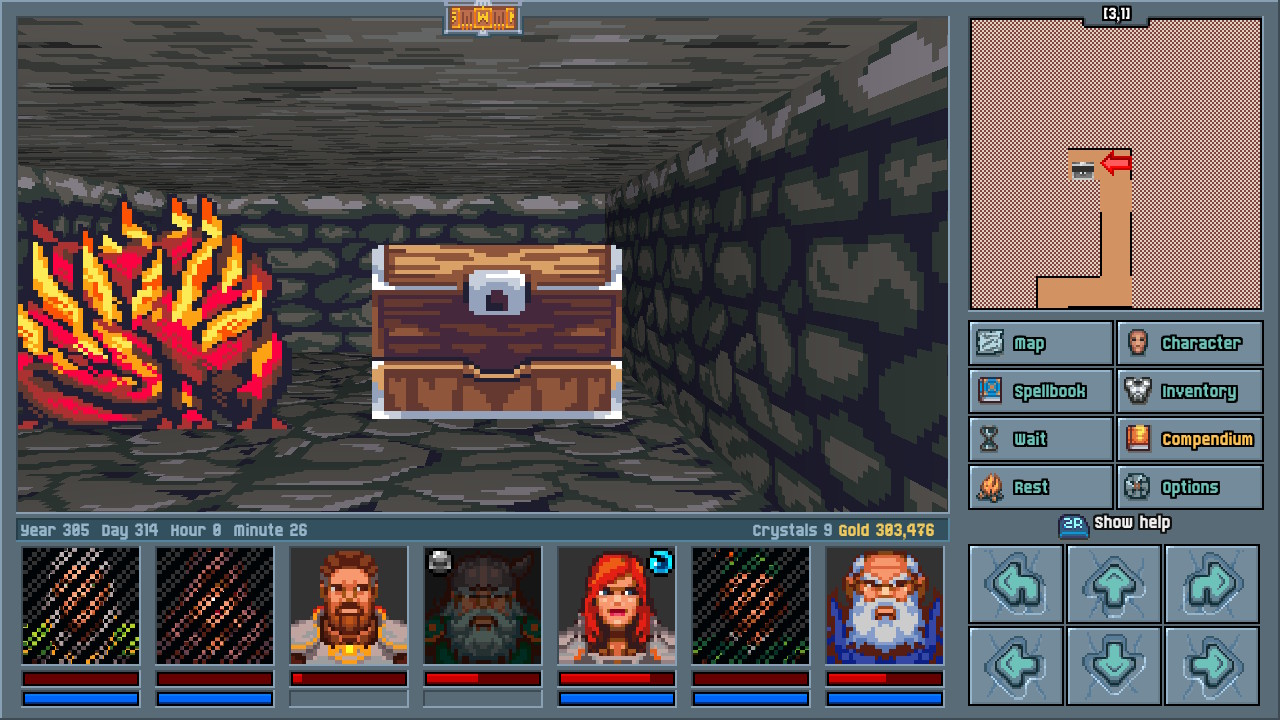 W
[3,1]
Map
Character
Spellbook
Inventory
Wait
Compendium
Rest
Options
2R Show help
Year 305 Day 314 Hour 0 Minute 26
Crystals 9 Gold 303,476